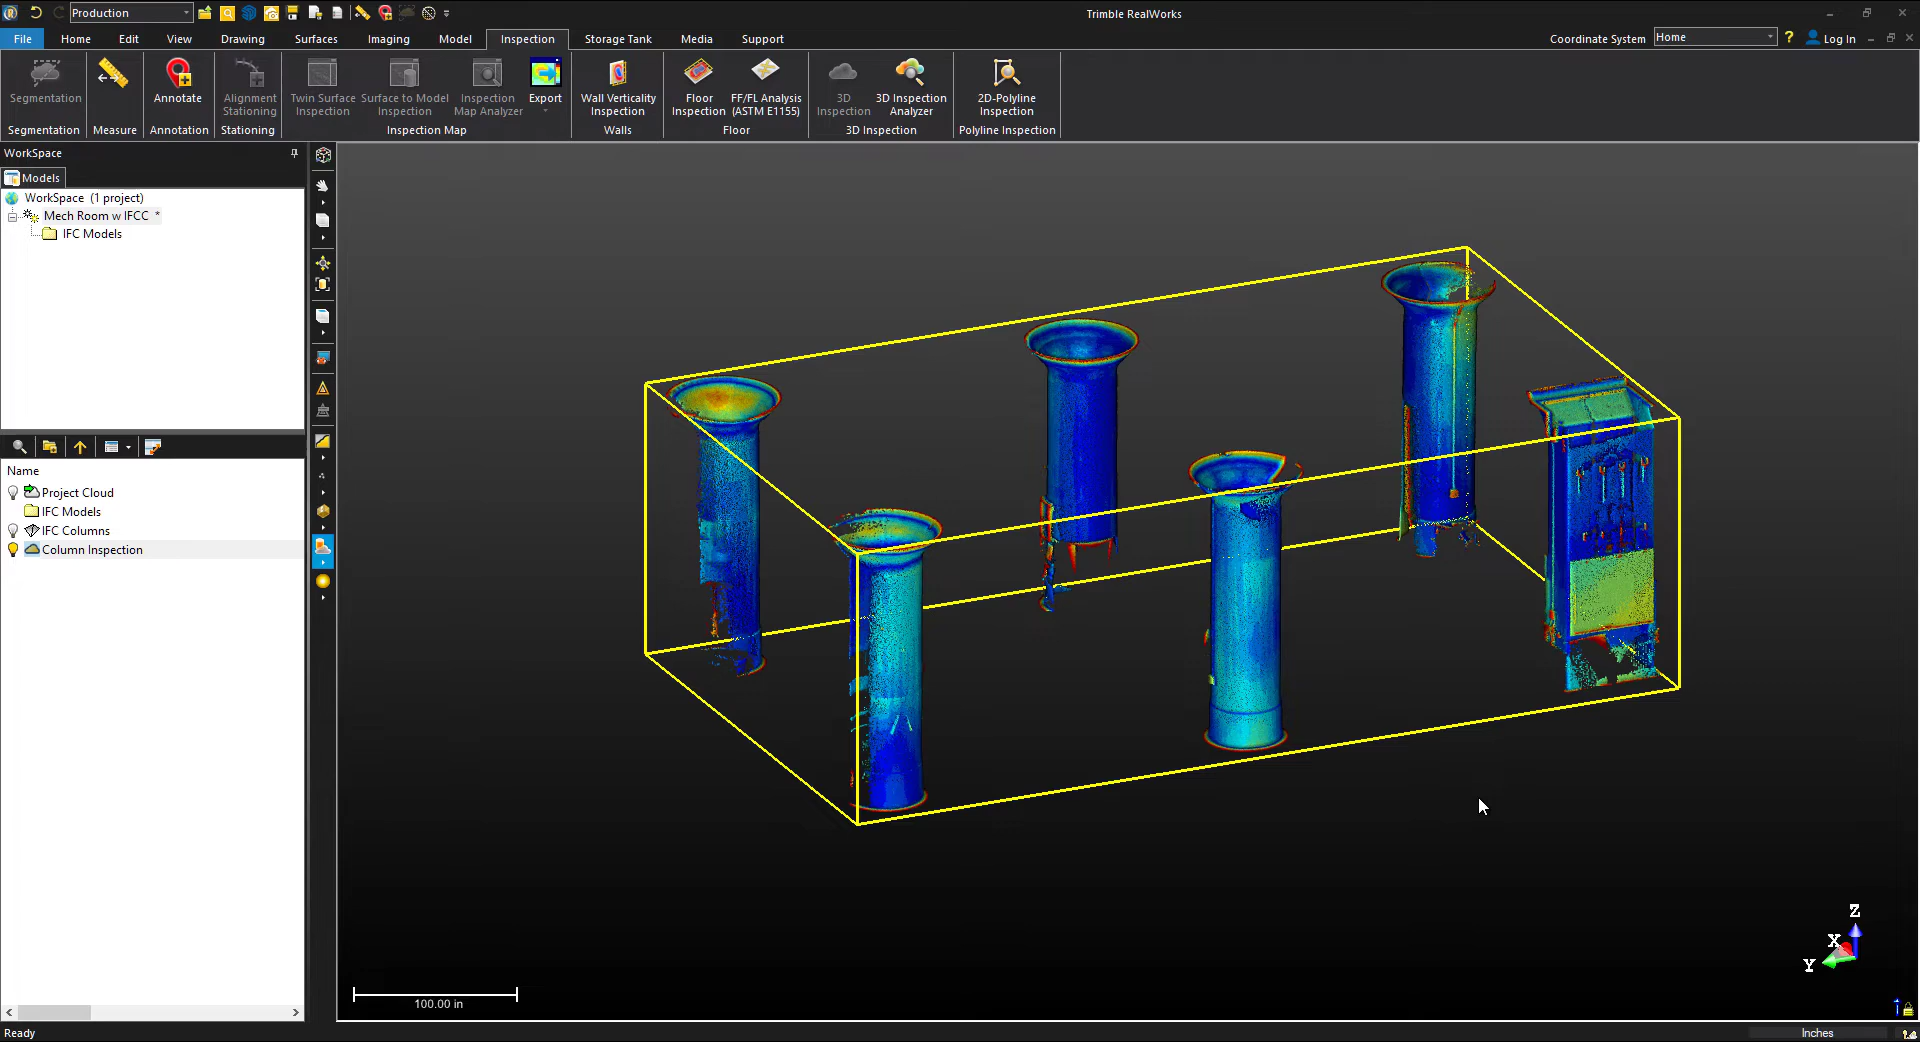 Production
Trimble RealWorks
File
Home
Edit
View
Drawing
Surfaces
Imaging
Model
Inspection
Storage Tank
Media
Support
Coordinate System
Home
?
Log In
Segmentation
Annotate
Alignment
Stationing
Twin Surface
Inspection
Surface to Model
Inspection
Inspection
Map Analyzer
Export
Wall Verticality
Inspection
Floor
Inspection
FF/FL Analysis
(ASTM E1155)
3D
Inspection
3D Inspection
Analyzer
2D-Polyline
Inspection
Segmentation
Measure
Annotation
Stationing
Inspection Map
Walls
Floor
3D Inspection
Polyline Inspection
WorkSpace
Models
WorkSpace (1 project)
Mech Room w IFCC *
IFC Models
Name
Project Cloud
IFC Models
IFC Columns
Column Inspection
100.00 in
Z
X
Y
Ready
Inches